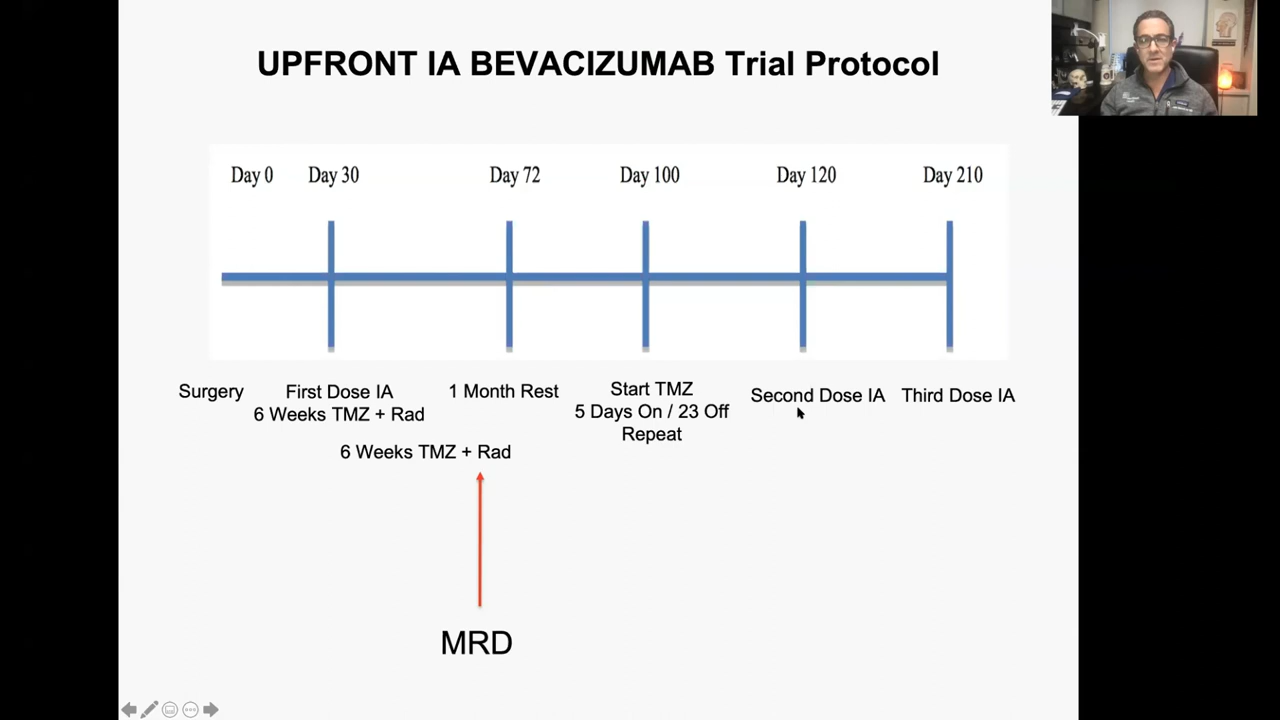 UPFRONT IA BEVACIZUMAB Trial Protocol
Day 0 Day 30 Day 72 Day 100 Day 120 Day 210
Surgery
First Dose IA
6 Weeks TMZ + Rad
6 Weeks TMZ + Rad
1 Month Rest
Start TMZ
5 Days On / 23 Off
Repeat
Second Dose IA
Third Dose IA
MRD